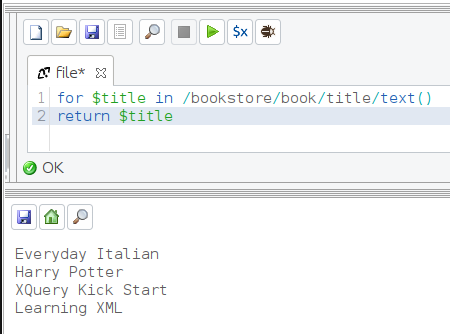 $x
file*
1 for $title in /bookstore/book/title/text()
2 return $title
OK
Everyday Italian
Harry Potter
XQuery Kick Start
Learning XML